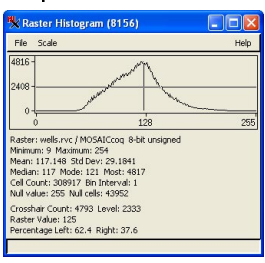 Raster Histogram (8156)
File Scale Help
4816
2408
0
0 128 255
Raster: wells.rvc / MOSAICcoq 8-bit unsigned
Minimum: 9 Maximum: 254
Mean: 117.148 Std Dev: 29.1841
Median: 117 Mode: 121 Most: 4817
Cell Count: 308917 Bin Interval: 1
Null value: 255 Null cells: 43952
Crosshair Count: 4793 Level: 2333
Raster Value: 125
Percentage Left: 62.4 Right: 37.6